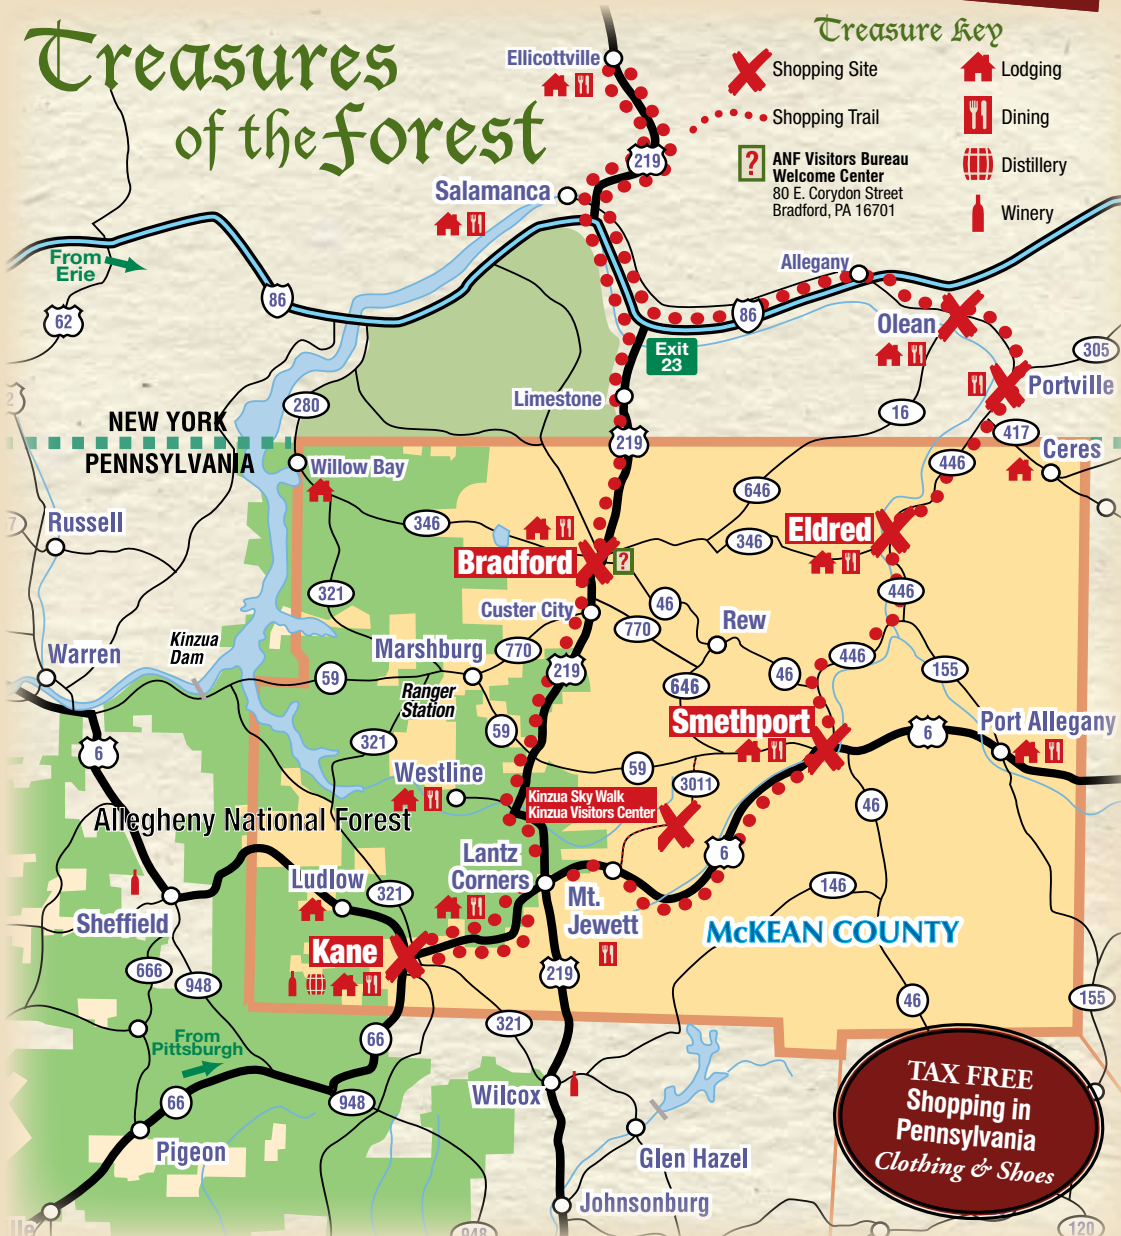 Treasures
of the Forest
Treasure Key
Shopping Site
Shopping Trail
?
ANF Visitors Bureau
Welcome Center
80 E. Corydon Street
Bradford, PA 16701
Lodging
Dining
Distillery
Winery
Ellicottville
219
Salamanca
From
Erie
86
62
Allegany
86
Olean
Exit
23
305
Portville
Limestone
280
16
417
NEW YORK
PENNSYLVANIA
219
446
Ceres
Willow Bay
646
Russell
346
Eldred
346
Bradford
?
321
446
Custer City
46
770
Rew
Kinzua
Dam
Warren
Marshburg
770
446
219
46
155
59
646
Ranger
Station
Smethport
6
Port Allegany
59
321
6
Westline
59
3011
Kinzua Sky Walk
Kinzua Visitors Center
46
Allegheny National Forest
6
Lantz
Corners
Ludlow
321
146
Mt.
Jewett
Sheffield
McKEAN COUNTY
Kane
666
948
219
46
155
321
From
Pittsburgh
66
TAX FREE
Shopping in
Pennsylvania
Clothing & Shoes
66
948
Wilcox
Pigeon
Glen Hazel
Johnsonburg
948
120